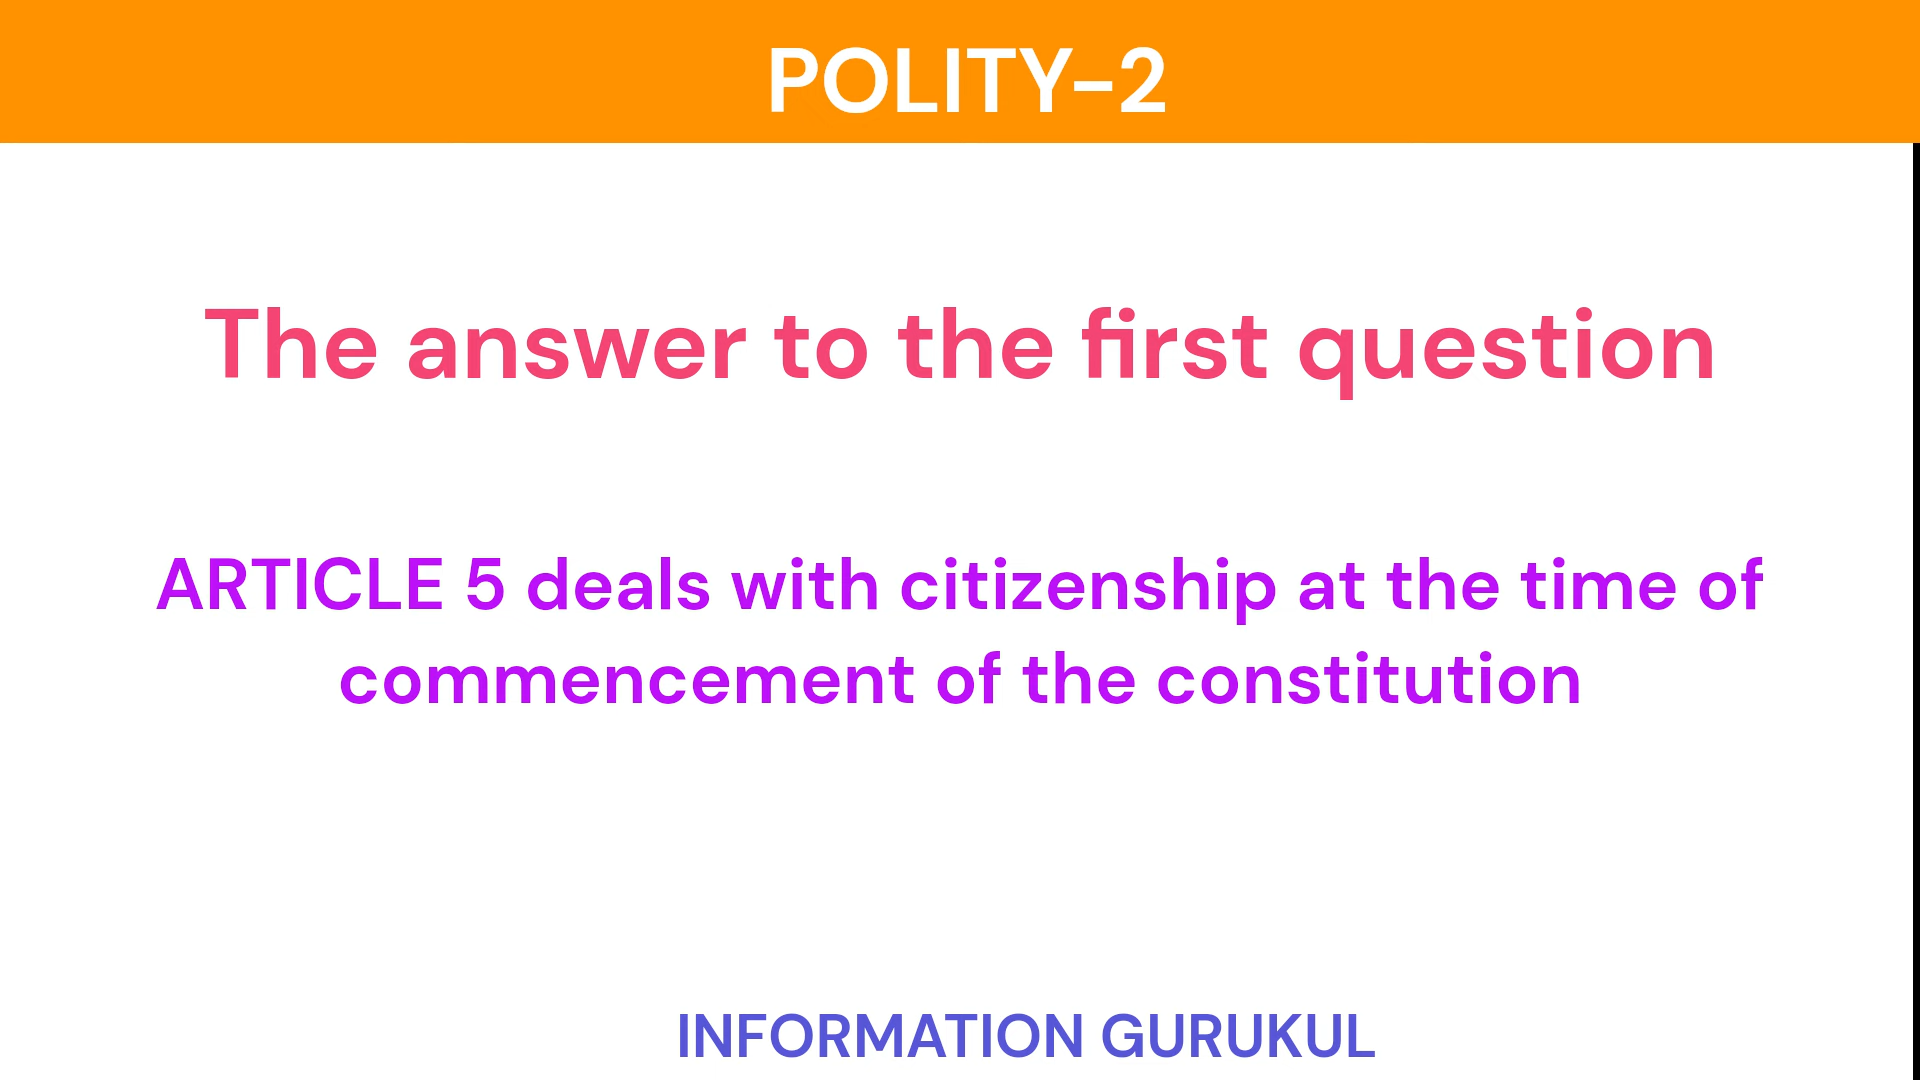 POLITY-2
The answer to the first question
ARTICLE 5 deals with citizenship at the time of
commencement of the constitution
INFORMATION GURUKUL